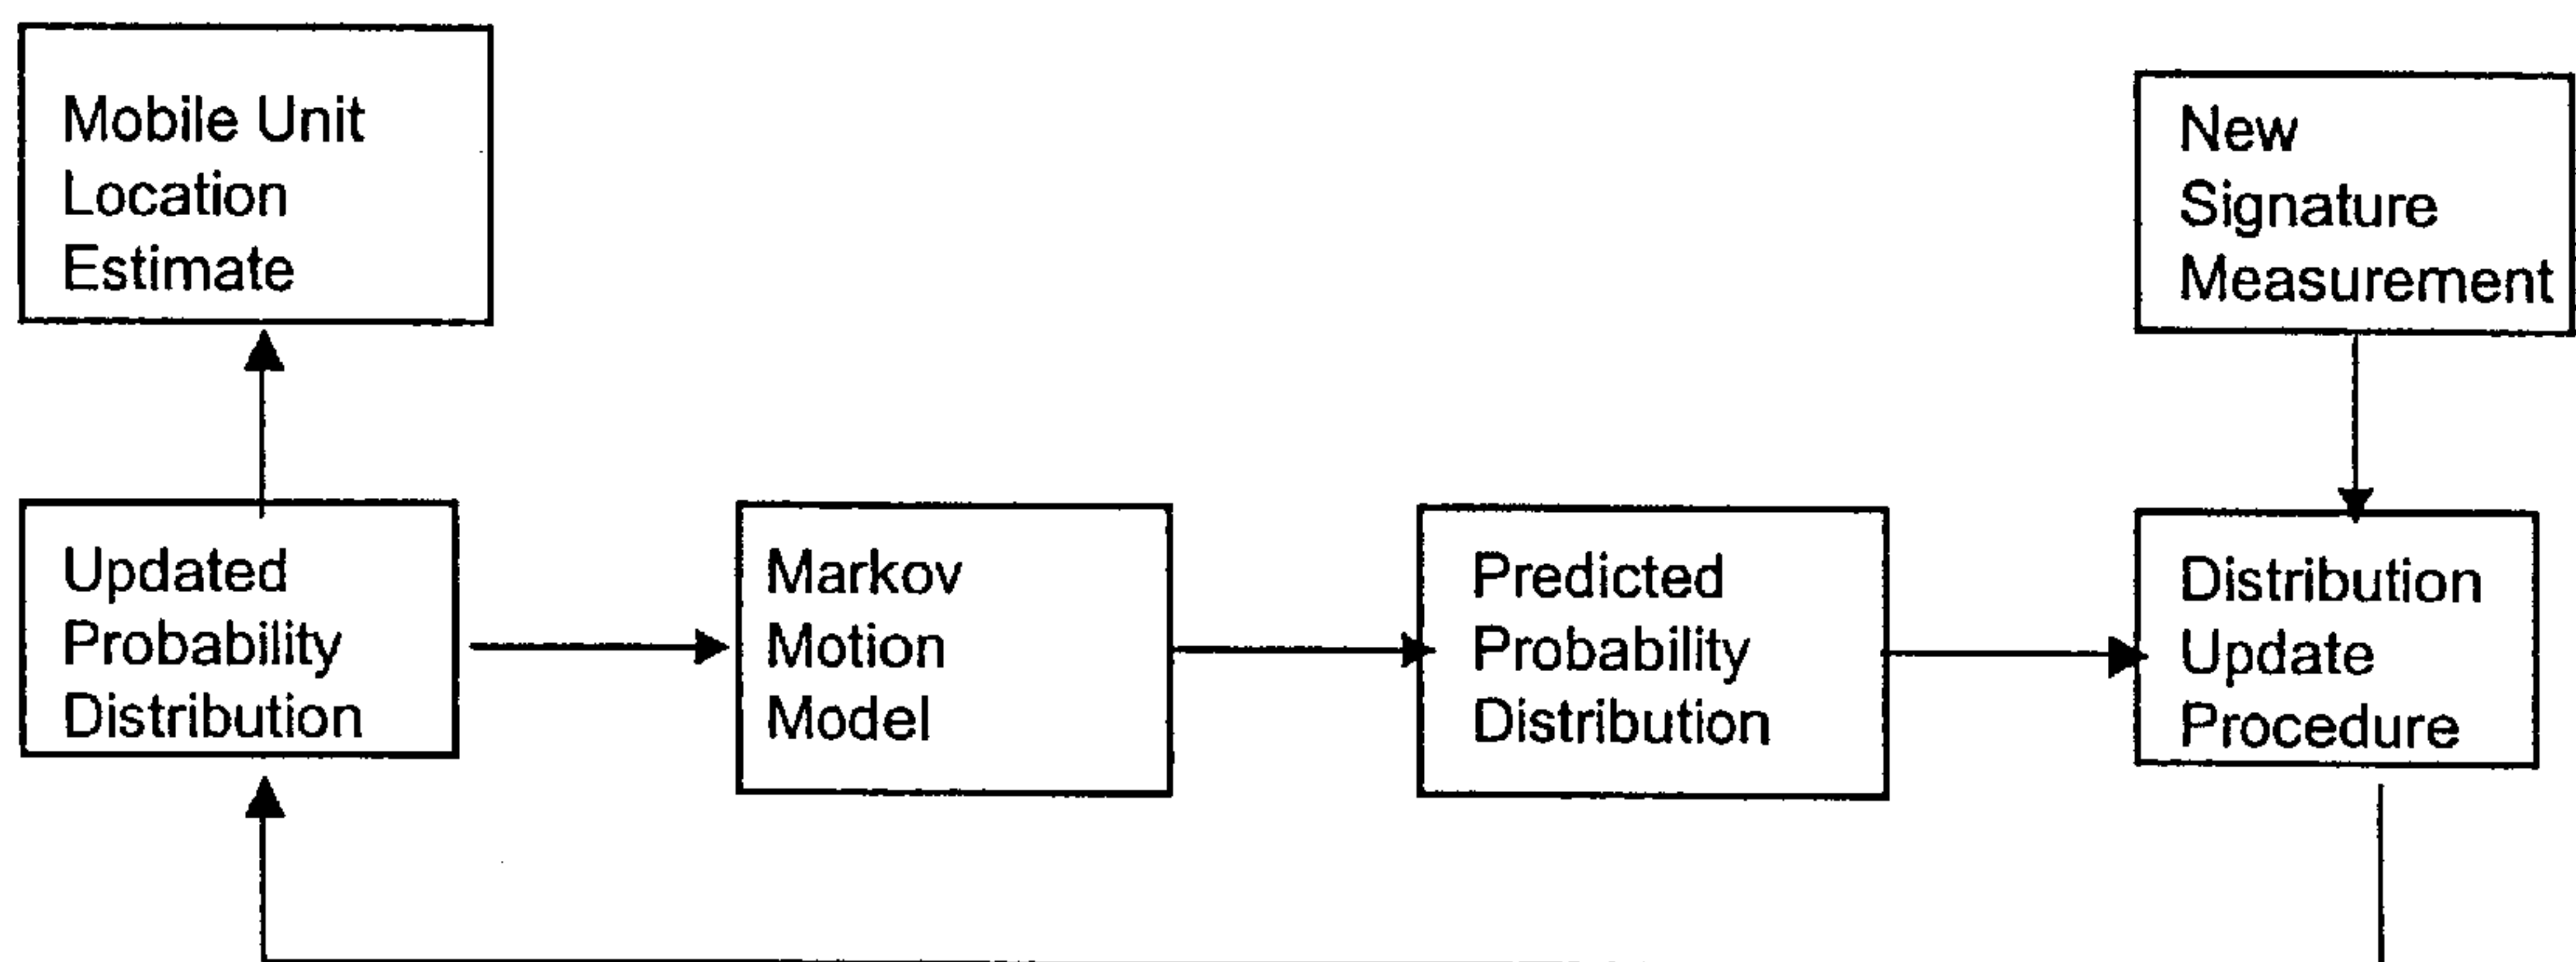 Mobile Unit
Location
Estimate
New
Signature
Measurement
Updated
Probability
Distribution
Markov
Motion
Model
Predicted
Probability
Distribution
Distribution
Update
Procedure